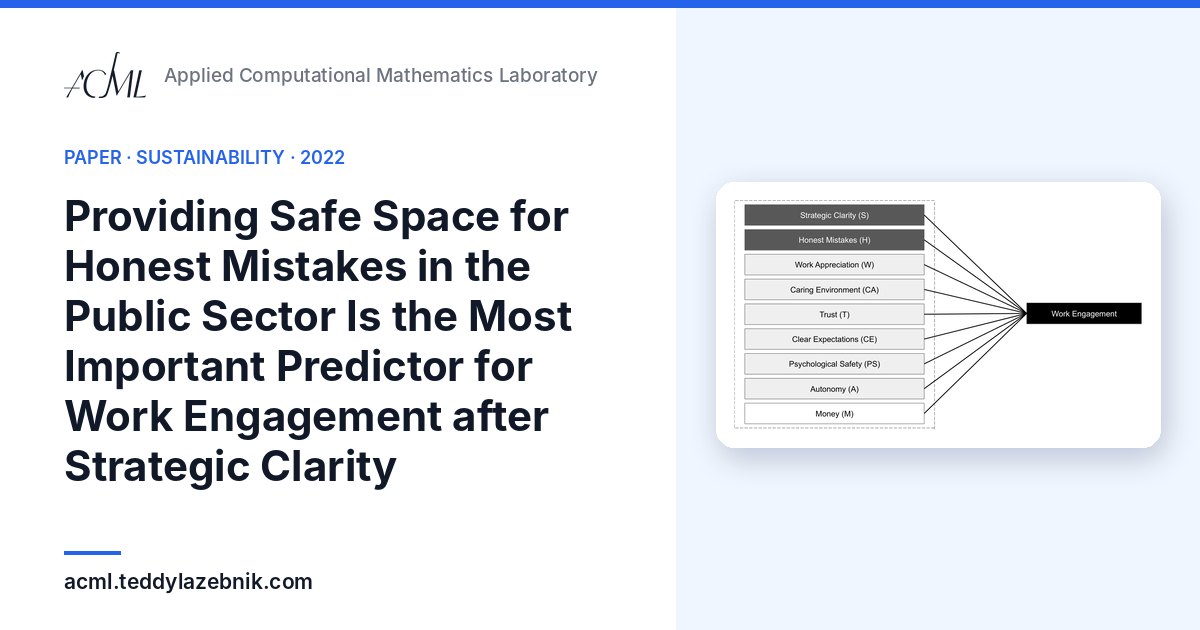 ACML
Applied Computational Mathematics Laboratory
PAPER · SUSTAINABILITY · 2022
Providing Safe Space for
Honest Mistakes in the
Public Sector Is the Most
Important Predictor for
Work Engagement after
Strategic Clarity
acml.teddylazebnik.com
Strategic Clarity (S)
Honest Mistakes (H)
Work Appreciation (W)
Caring Environment (CA)
Trust (T)
Clear Expectations (CE)
Psychological Safety (PS)
Autonomy (A)
Money (M)
Work Engagement